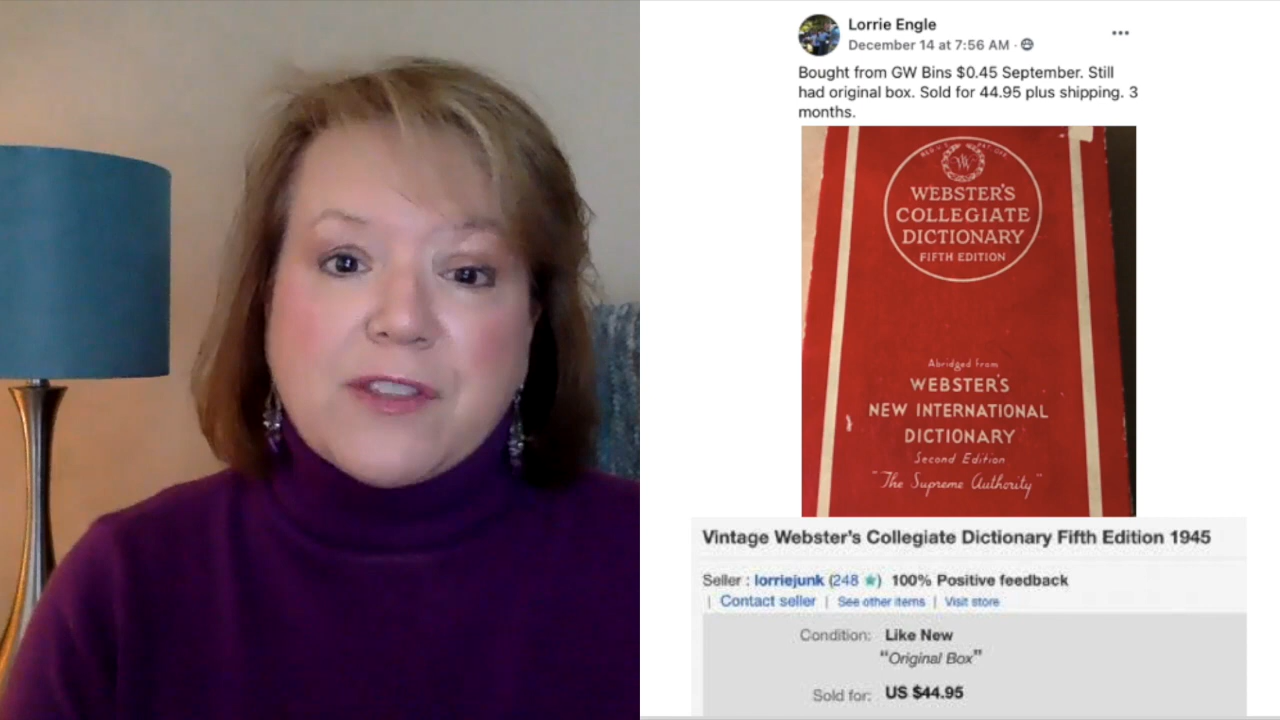 Lorrie Engle
December 14 at 7:56 AM ·
Bought from GW Bins $0.45 September. Still
had original box. Sold for 44.95 plus shipping. 3
months.
REG. U.S. PAT. OFF.
W
WEBSTER'S
COLLEGIATE
DICTIONARY
FIFTH EDITION
Abridged from
WEBSTER'S
NEW INTERNATIONAL
DICTIONARY
Second Edition
"The Supreme Authority"
Vintage Webster's Collegiate Dictionary Fifth Edition 1945
Seller : lorriejunk (248 ★) 100% Positive feedback
| Contact seller | See other items | Visit store
Condition: Like New
"Original Box"
Sold for: US $44.95